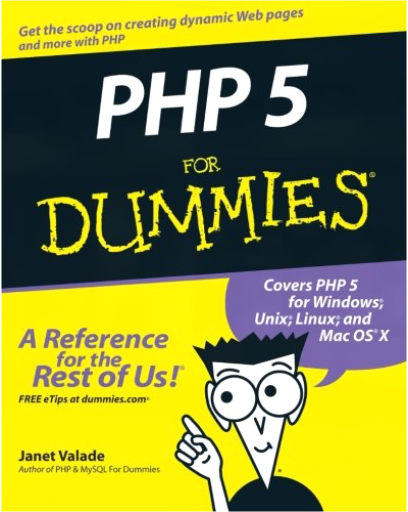 Get the scoop on creating dynamic Web pages
and more with PHP
PHP 5
FOR
DUMMIES®
Covers PHP 5
for Windows®,
Unix®, Linux®, and
Mac OS® X
A Reference
for the
Rest of Us!®
FREE eTips at dummies.com®
Janet Valade
Author of PHP & MySQL For Dummies